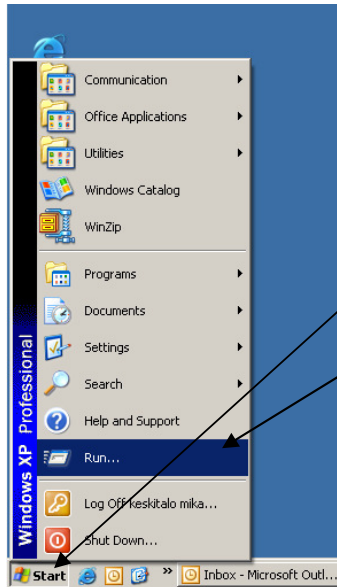 Communication
Office Applications
Utilities
Windows Catalog
WinZip
Programs
Documents
Settings
Search
Help and Support
Run...
Log Off keskitalo mika...
Shut Down...
Windows XP Professional
Start
» Inbox - Microsoft Outl...